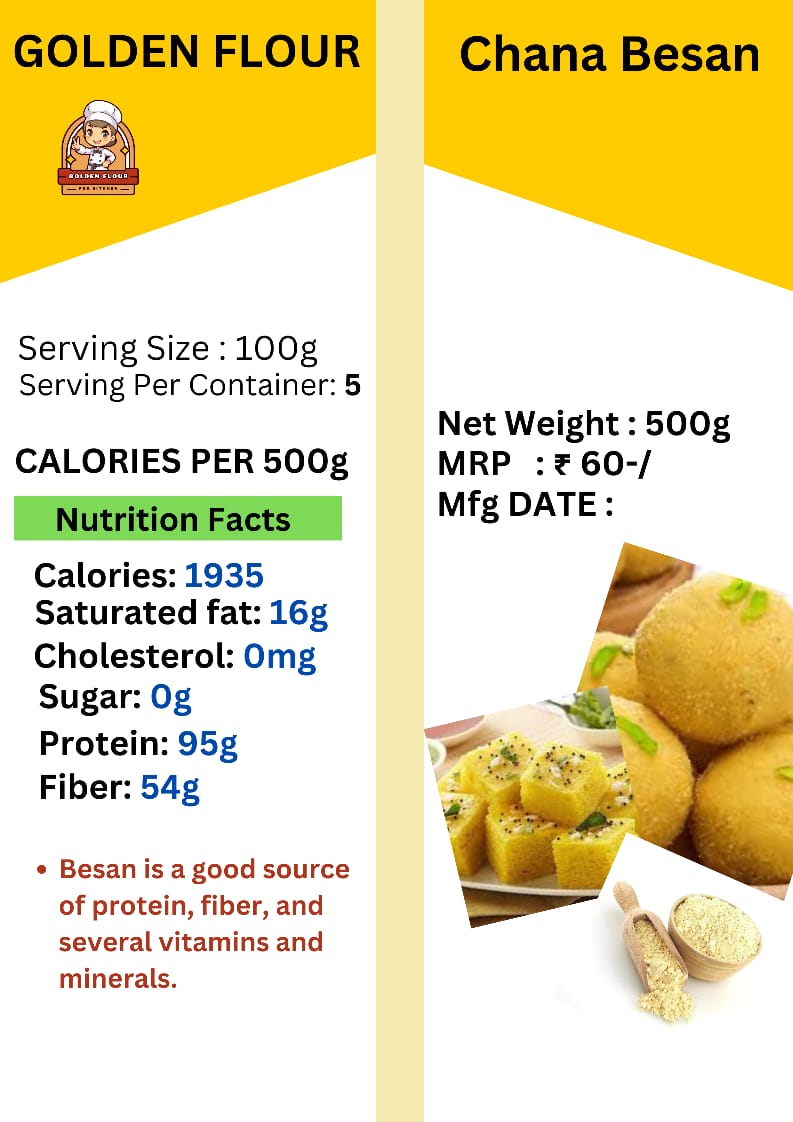 GOLDEN FLOUR
GOLDEN FLOUR
FOR KITCHEN
Serving Size : 100g
Serving Per Container: 5
CALORIES PER 500g
Nutrition Facts
Calories: 1935
Saturated fat: 16g
Cholesterol: 0mg
Sugar: 0g
Protein: 95g
Fiber: 54g
• Besan is a good source
of protein, fiber, and
several vitamins and
minerals.
Chana Besan
Net Weight : 500g
MRP : ₹ 60-/
Mfg DATE :